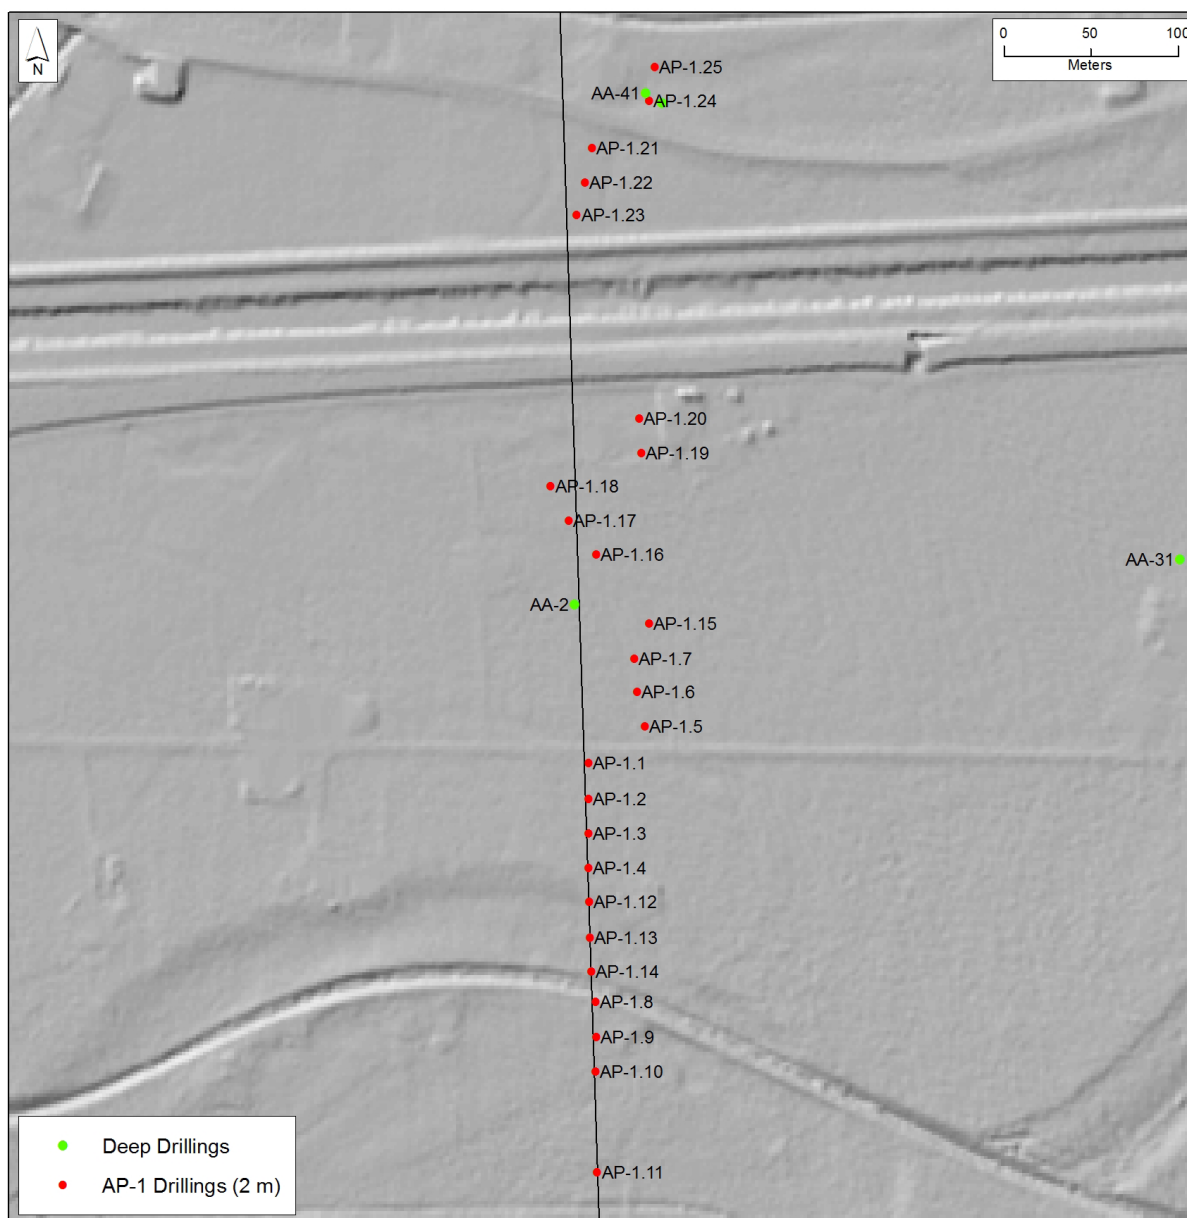 N
0 50 100
Meters
AP-1.25
AA-41
AP-1.24
AP-1.21
AP-1.22
AP-1.23
AP-1.20
AP-1.19
AP-1.18
AP-1.17
AP-1.16
AA-31
AA-2
AP-1.15
AP-1.7
AP-1.6
AP-1.5
AP-1.1
AP-1.2
AP-1.3
AP-1.4
AP-1.12
AP-1.13
AP-1.14
AP-1.8
AP-1.9
AP-1.10
AP-1.11
Deep Drillings
AP-1 Drillings (2 m)